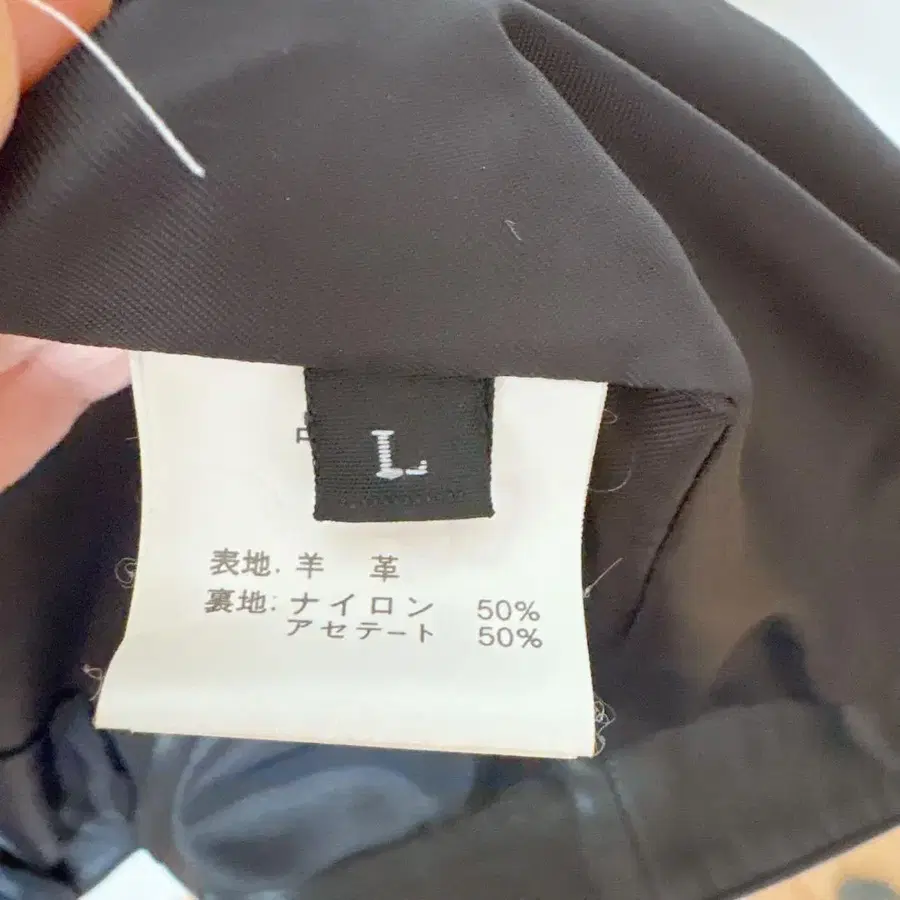 L
表地. 羊 革
裏地: ナイロン 50%
アセテート 50%